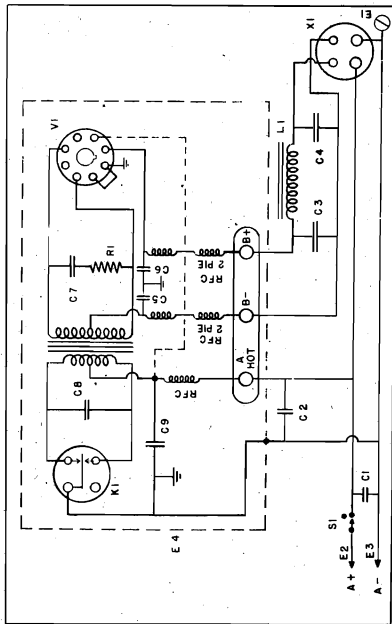 E1
X1
V1
L1
C4
C3
R1
C7
C6
C5
RFC
2 PIE
RFC
2 PIE
B+
B-
A
HOT
RFC
C8
C9
K1
C2
E4
S1
C1
E2
E3
A+
A-